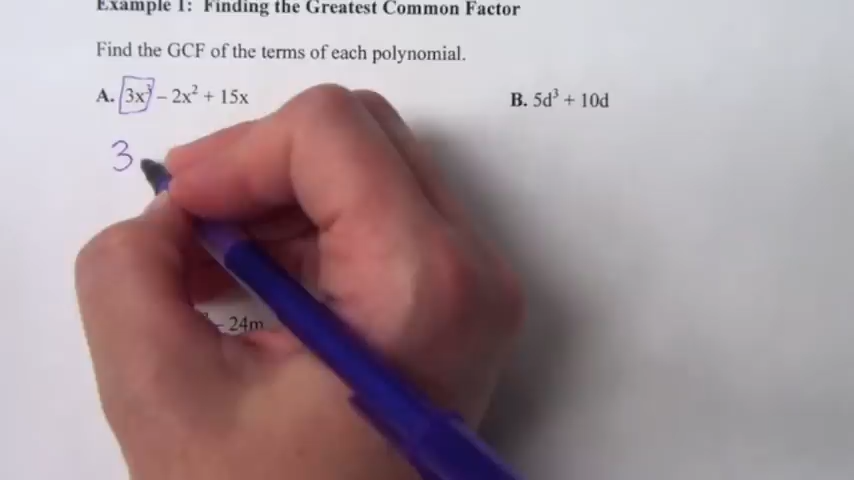 Example 1: Finding the Greatest Common Factor
Find the GCF of the terms of each polynomial.
A. 3x³ – 2x² + 15x
B. 5d³ + 10d
3
– 24m